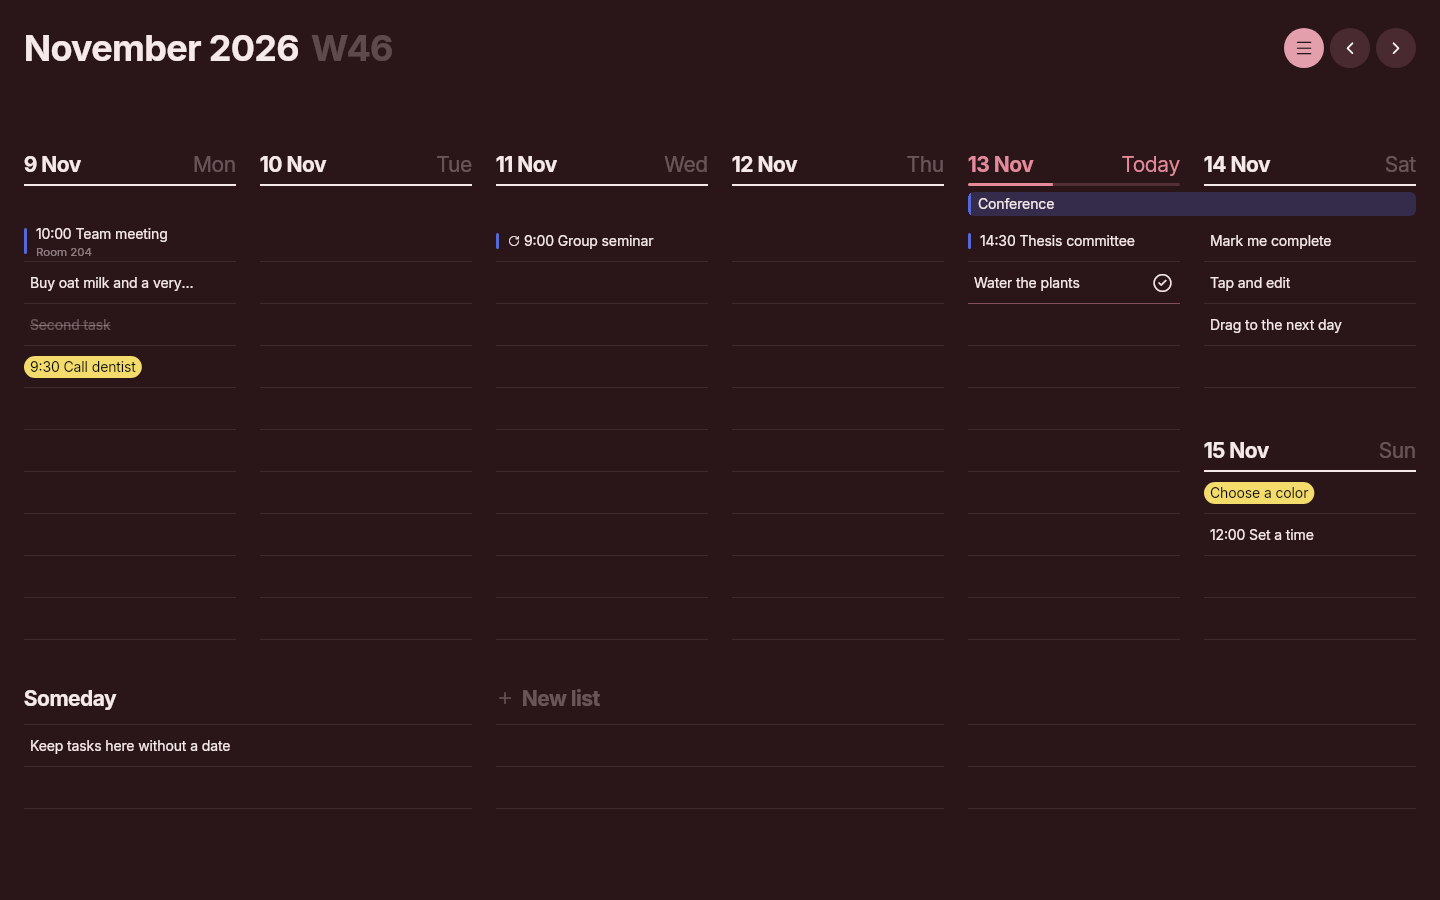 November 2026 W46
9 Nov Mon
10:00 Team meeting
Room 204
Buy oat milk and a very...
Second task
9:30 Call dentist
10 Nov Tue
11 Nov Wed
9:00 Group seminar
12 Nov Thu
13 Nov Today
Conference
14:30 Thesis committee
Water the plants
14 Nov Sat
Mark me complete
Tap and edit
Drag to the next day
15 Nov Sun
Choose a color
12:00 Set a time
Someday
Keep tasks here without a date
+ New list